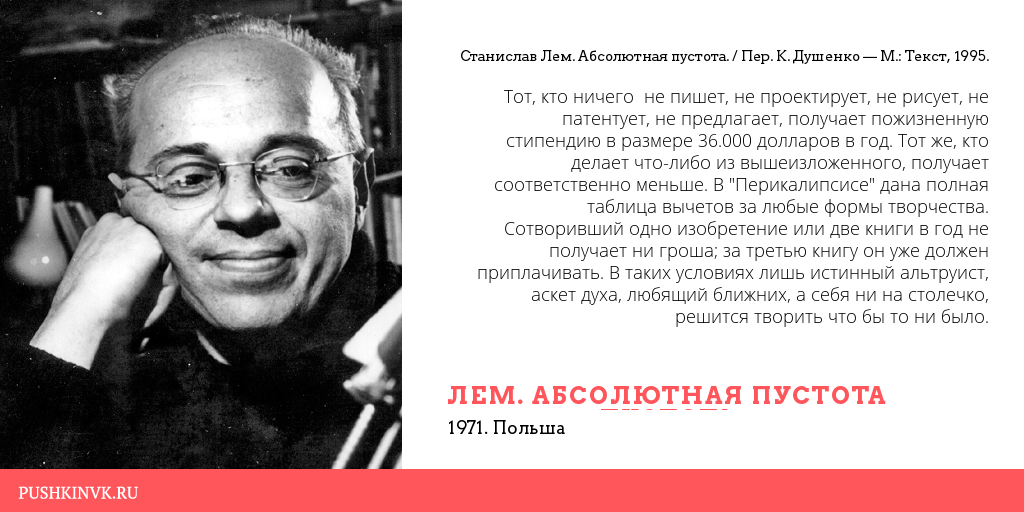 Станислав Лем. Абсолютная пустота. / Пер. К. Душенко — М.: Текст, 1995.
Тот, кто ничего  не пишет, не проектирует, не рисует, не
патентует, не предлагает, получает пожизненную
стипендию в размере 36.000 долларов в год. Тот же, кто
делает что-либо из вышеизложенного, получает
соответственно меньше. В "Перикалипсисе" дана полная
таблица вычетов за любые формы творчества.
Сотворивший одно изобретение или две книги в год не
получает ни гроша; за третью книгу он уже должен
приплачивать. В таких условиях лишь истинный альтруист,
аскет духа, любящий ближних, а себя ни на столечко,
решится творить что бы то ни было.
ЛЕМ. АБСОЛЮТНАЯ ПУСТОТА
1971. Польша
PUSHKINVK.RU